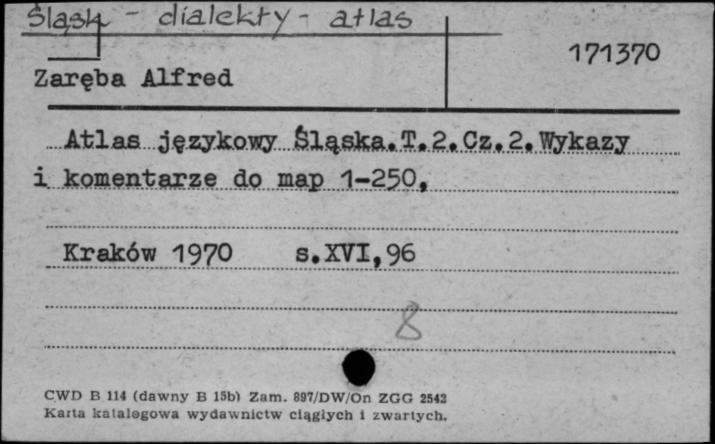 Śląsk - dialekty - atlas
171370
Zaręba Alfred
Atlas językowy Śląska.T.2.Cz.2.Wykazy
i komentarze do map 1-250,
Kraków 1970 s.XVI,96
8
CWD B 114 (dawny B 15b) Zam. 897/DW/On ZGG 2542
Karta katalogowa wydawnictw ciągłych i zwartych.